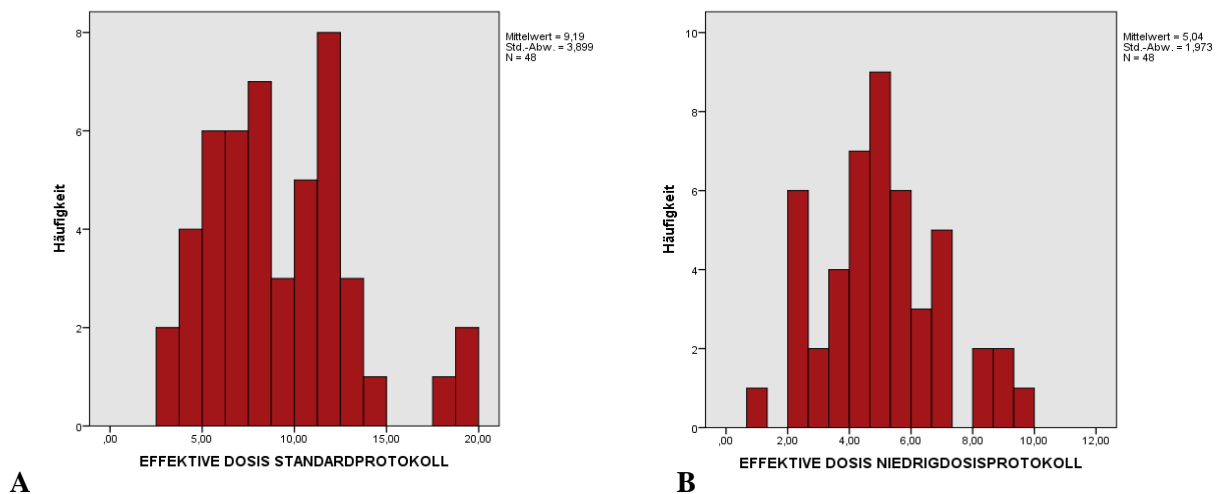 Mittelwert = 9,19
Std.-Abw. = 3,899
N = 48
8
6
4
2
0
Häufigkeit
,00 5,00 10,00 15,00 20,00
EFFEKTIVE DOSIS STANDARDPROTOKOLL
A
Mittelwert = 5,04
Std.-Abw. = 1,973
N = 48
10
8
6
4
2
0
Häufigkeit
,00 2,00 4,00 6,00 8,00 10,00 12,00
EFFEKTIVE DOSIS NIEDRIGDOSISPROTOKOLL
B